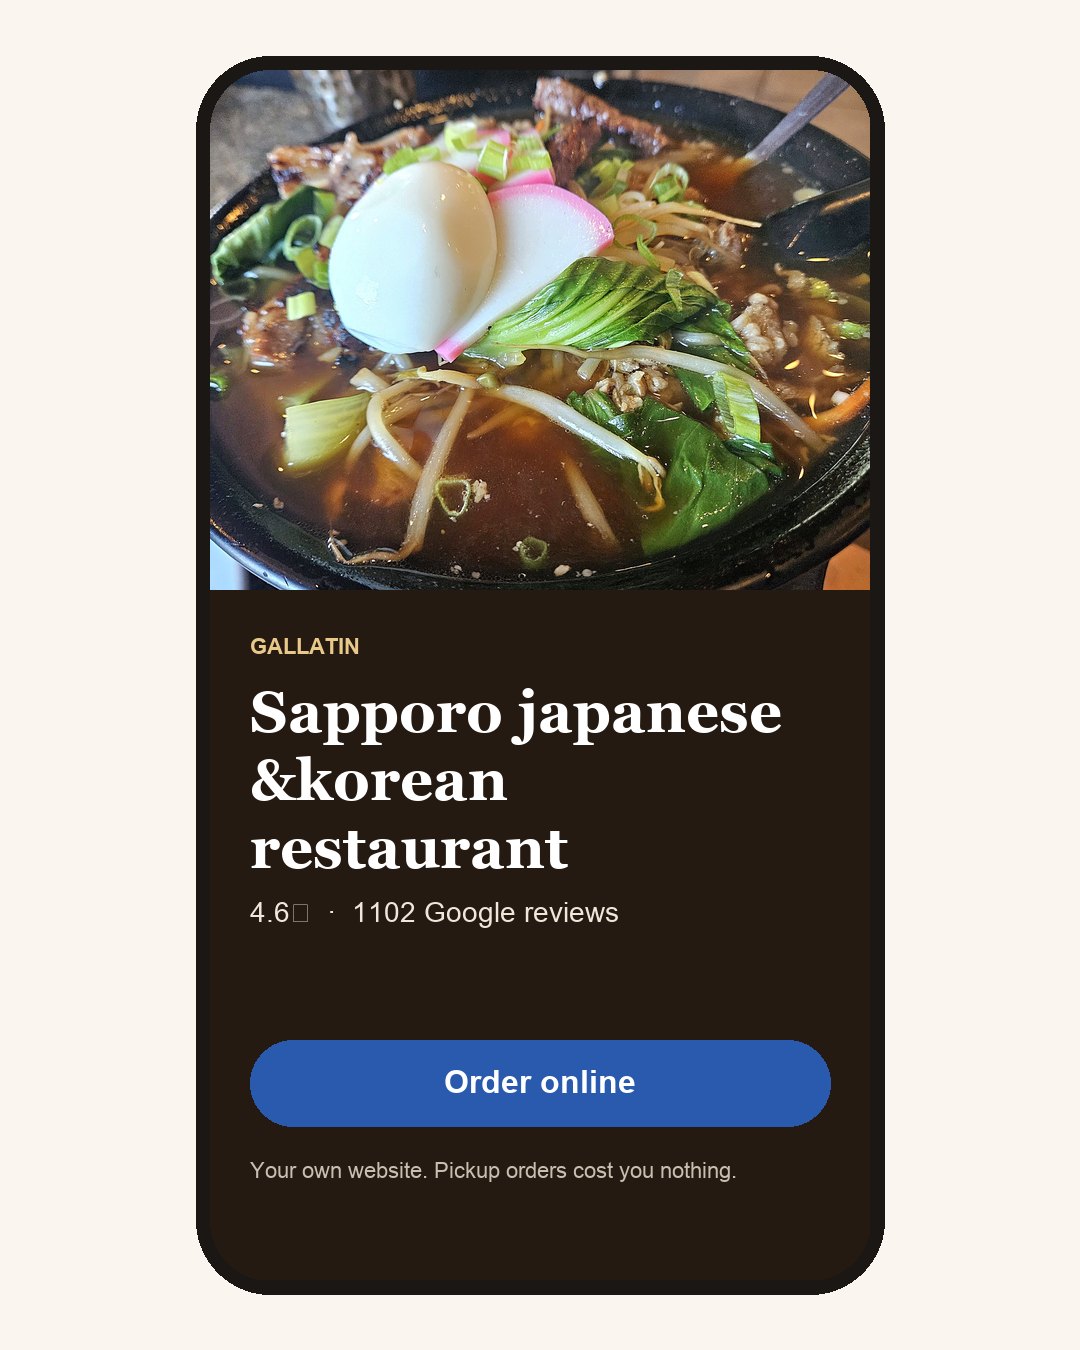 GALLATIN
Sapporo japanese
&korean
restaurant
4.6□ · 1102 Google reviews
Order online
Your own website. Pickup orders cost you nothing.